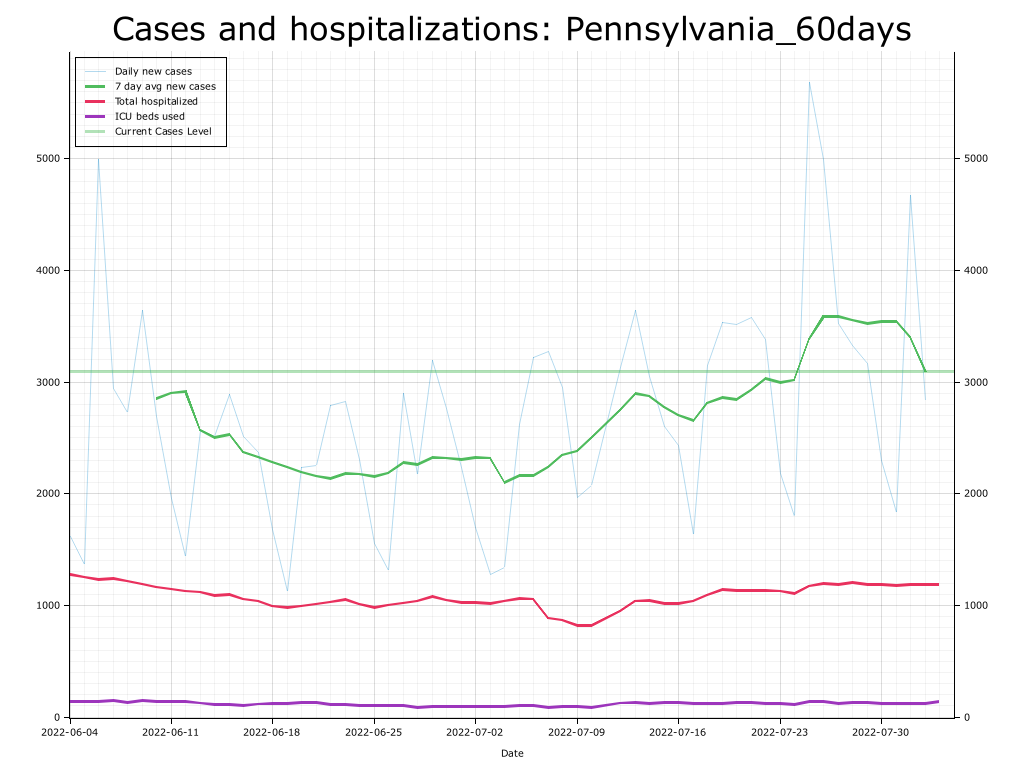 Cases and hospitalizations: Pennsylvania_60days
Daily new cases
7 day avg new cases
Total hospitalized
ICU beds used
Current Cases Level
5000 5000
4000 4000
3000 3000
2000 2000
1000 1000
0 0
2022-06-04 2022-06-11 2022-06-18 2022-06-25 2022-07-02 2022-07-09 2022-07-16 2022-07-23 2022-07-30
Date